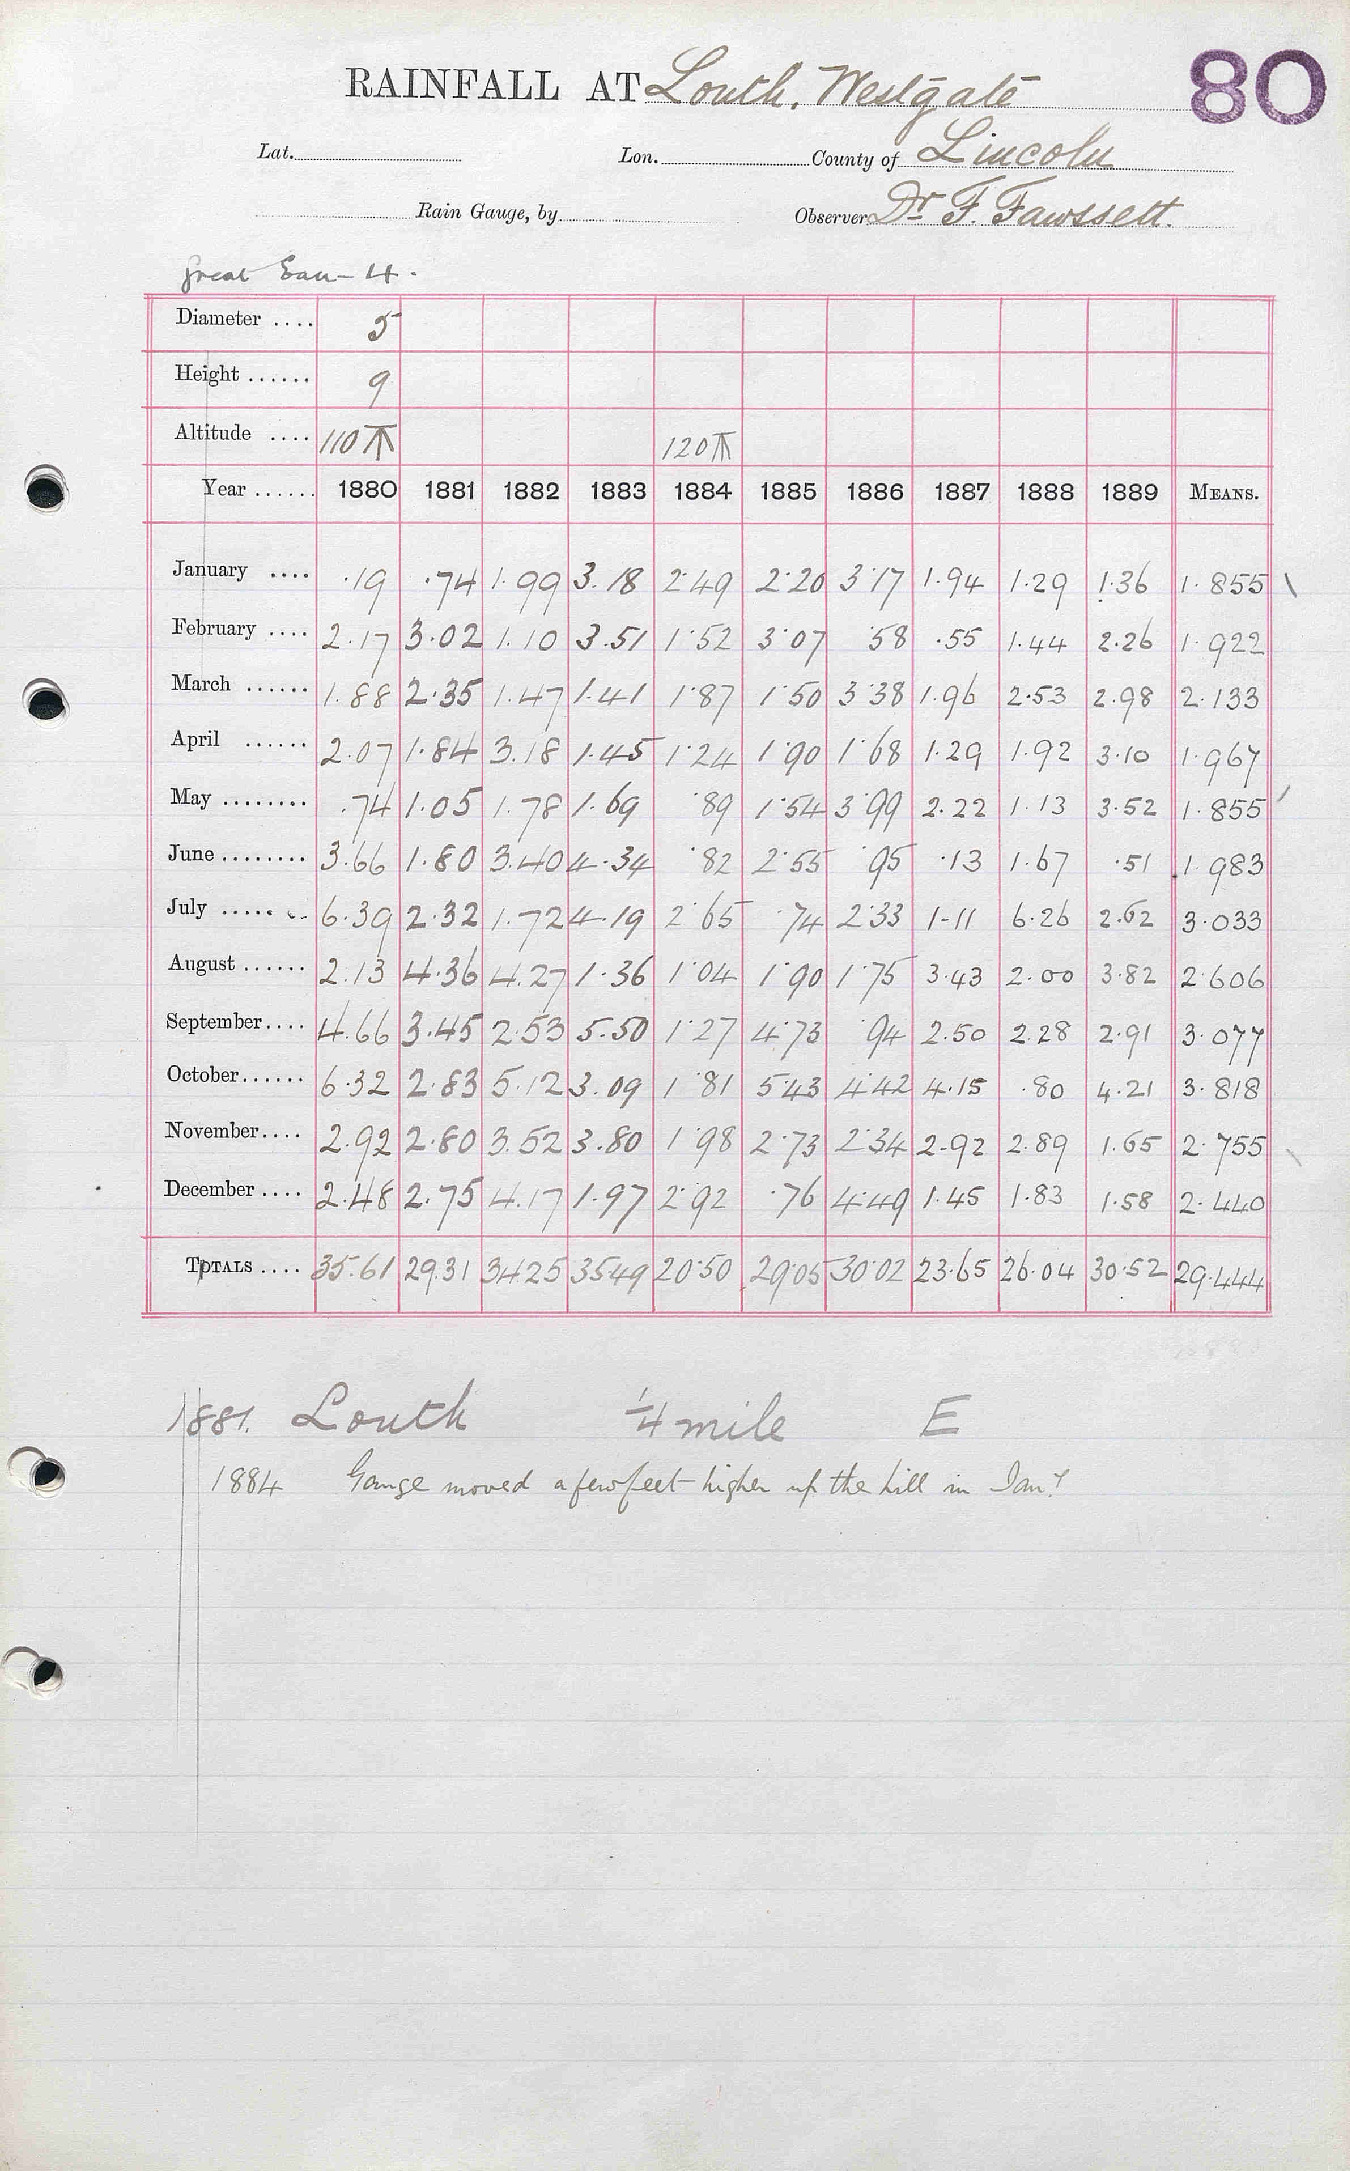 80
RAINFALL AT Louth, Westgate
Lat. Lon. County of Lincoln
Rain Gauge, by Observer Dr F. Fawssett.
Great Eau — 4.
Diameter .... 5
Height ...... 9
Altitude .... 110 ⚻ 120 ⚻
Year ...... 1880 1881 1882 1883 1884 1885 1886 1887 1888 1889 MEANS.
January .... ·19 ·74 1.99 3.18 2·49 2·20 3·17 1.94 1.29 1.36 1.855
February .... 2.17 3.02 1.10 3.51 1·52 3·07 ·58 .55 1.44 2.26 1.922
March ...... 1.88 2.35 1.47 1.41 1·87 1·50 3·38 1.96 2.53 2.98 2.133
April ...... 2.07 1.84 3.18 1.45 1·24 1·90 1·68 1.29 1.92 3.10 1.967
May ........ .74 1.05 1.78 1.69 ·89 1·54 3·99 2.22 1.13 3.52 1.855
June ........ 3.66 1.80 3.40 4.34 ·82 2·55 ·95 .13 1.67 .51 1.983
July ..... .. 6.39 2.32 1.72 4.19 2·65 ·74 2·33 1-11 6.26 2.62 3.033
August ...... 2.13 4.36 4.27 1.36 1·04 1·90 1·75 3.43 2.00 3.82 2.606
September.... 4.66 3.45 2.53 5.50 1·27 4·73 ·94 2.50 2.28 2.91 3.077
October...... 6.32 2.83 5.12 3.09 1·81 5·43 4·42 4.15 .80 4.21 3.818
November.... 2.92 2.80 3.52 3.80 1·98 2·73 2·34 2.92 2.89 1.65 2.755
December .... 2.48 2.75 4.17 1.97 2·92 ·76 4·49 1.45 1.83 1.58 2.440
TOTALS .... 35.61 29.31 34.25 35.49 20·50 29·05 30·02 23.65 26.04 30.52 29.444
1881. Louth 1/4 mile E
1884 Gauge moved a few feet higher up the hill in Jany